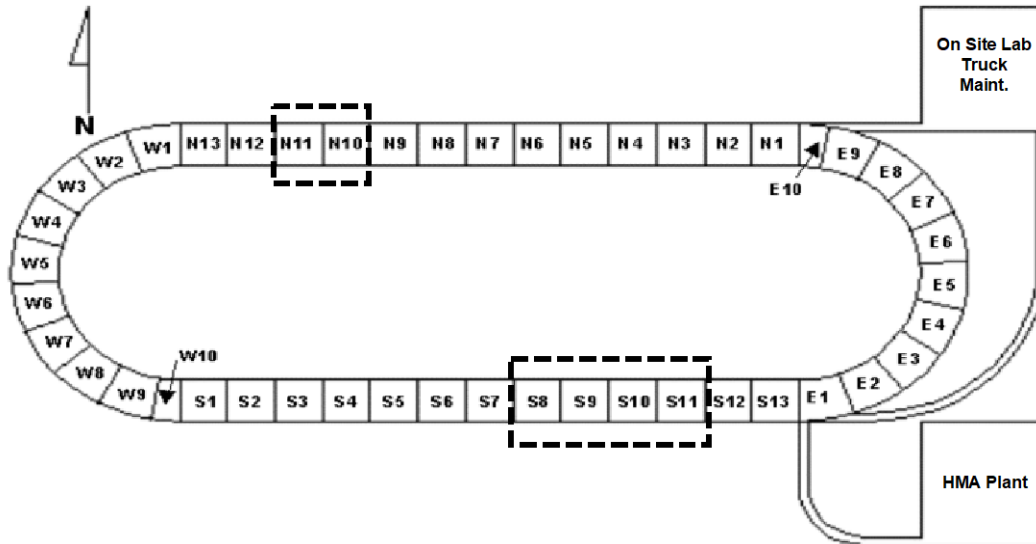 On Site Lab
Truck
Maint.
N
W1 N13 N12 N11 N10 N9 N8 N7 N6 N5 N4 N3 N2 N1
E10
E9
E8
E7
E6
E5
E4
E3
E2
E1
W2
W3
W4
W5
W6
W7
W8
W9
W10
S1 S2 S3 S4 S5 S6 S7 S8 S9 S10 S11 S12 S13
HMA Plant